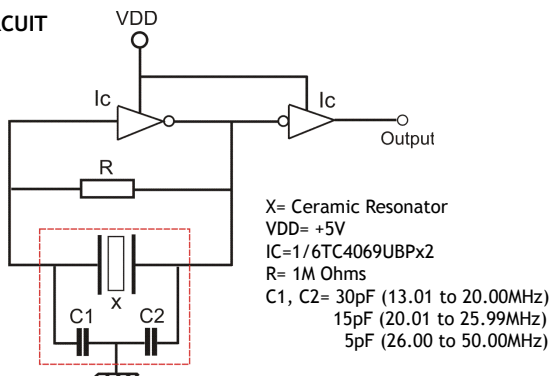 CUIT
VDD
Ic
Ic
Output
R
X
C1
C2
X= Ceramic Resonator
VDD= +5V
IC=1/6TC4069UBPx2
R= 1M Ohms
C1, C2= 30pF (13.01 to 20.00MHz)
15pF (20.01 to 25.99MHz)
5pF (26.00 to 50.00MHz)